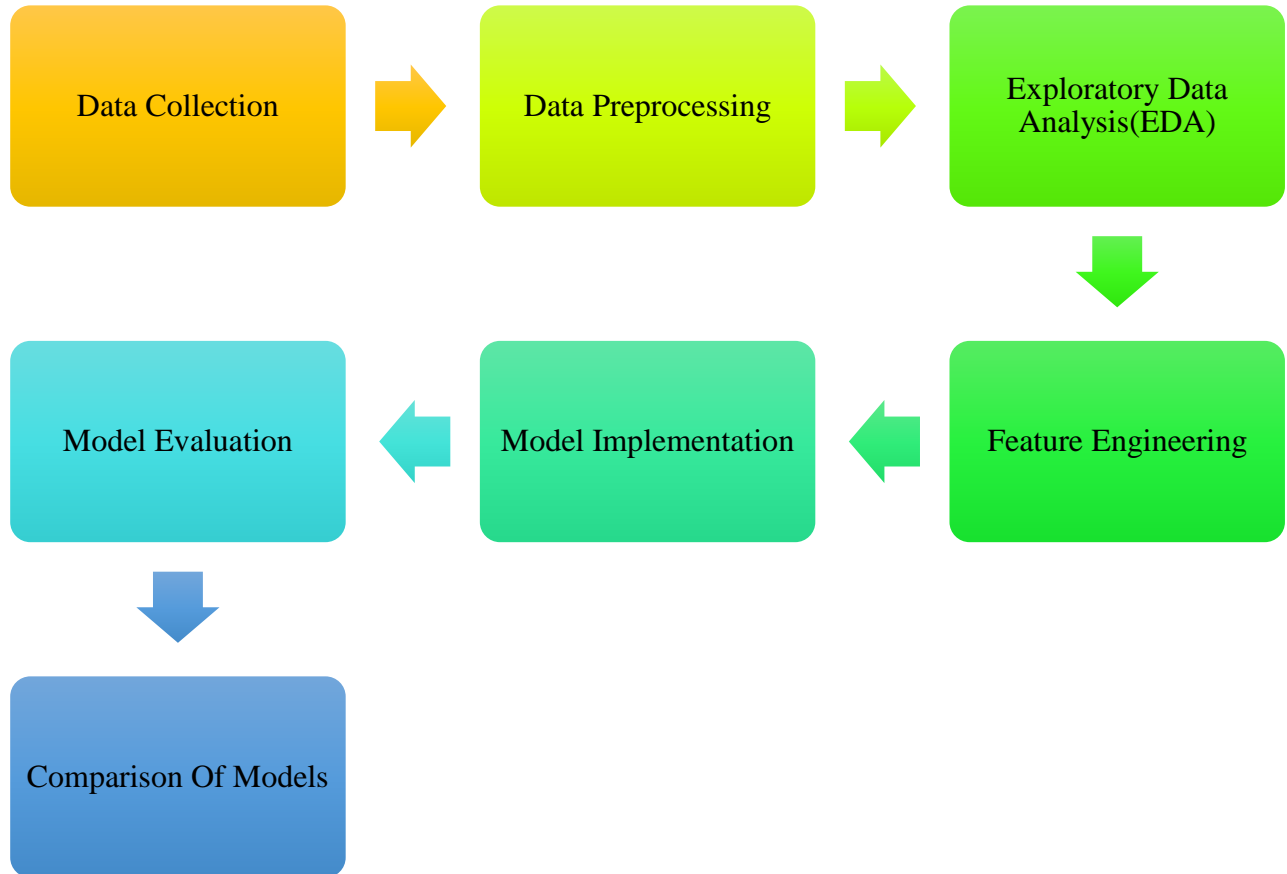 Data Collection
Data Preprocessing
Exploratory Data
Analysis(EDA)
Feature Engineering
Model Implementation
Model Evaluation
Comparison Of Models